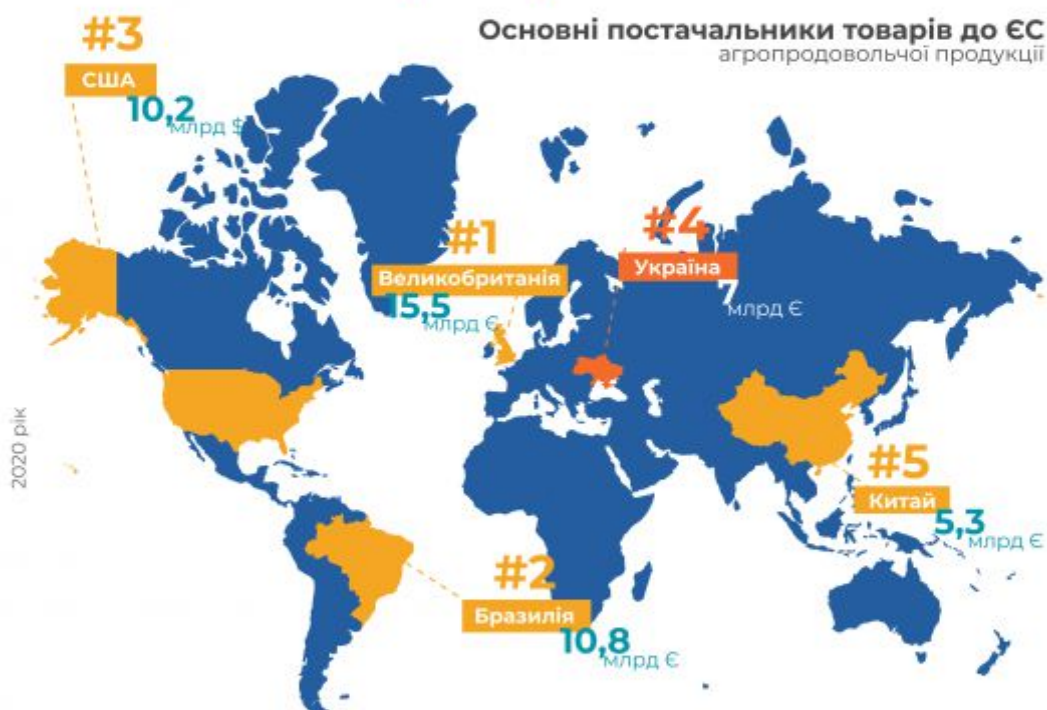 Основні постачальники товарів до ЄС
агропродовольчої продукції
#3
США
10,2
млрд $
#1
Великобританія
15,5
млрд Є
#4
Україна
7
млрд Є
2020 рік
#5
Китай
5,3
млрд Є
#2
Бразилія
10,8
млрд Є